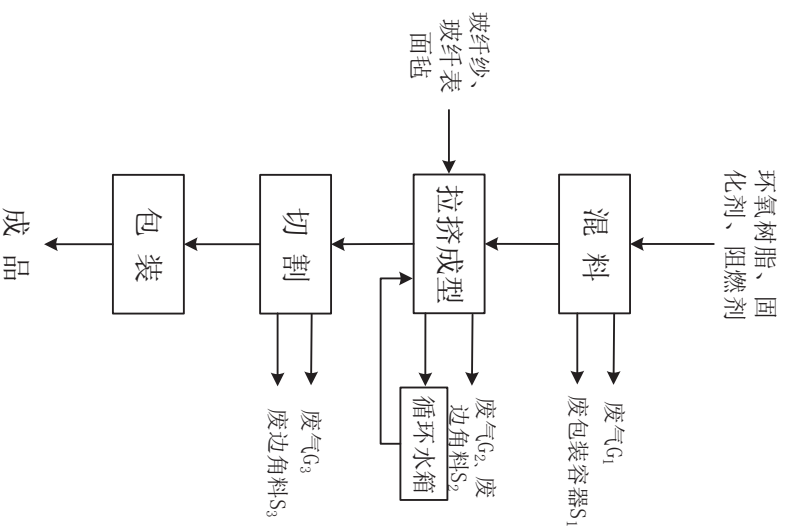 环氧树脂、固
化剂、阻燃剂
混料
废气G₁
废包装容器S₁
玻纤纱、
玻纤表
面毡
拉挤成型
废气G₂、废
边角料S₂
循环水箱
切割
废气G₃
废边角料S₃
包装
成品